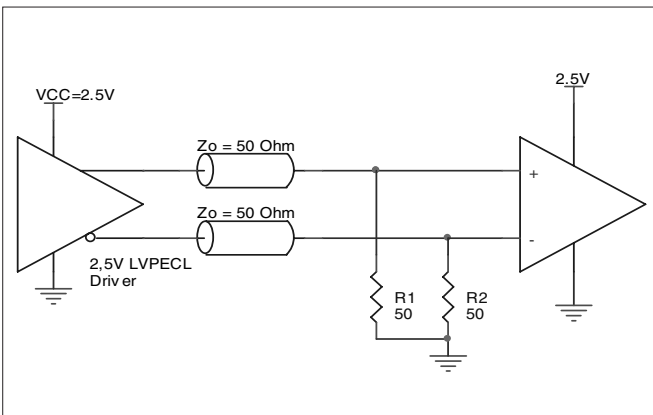 VCC=2.5V
2.5V
Zo = 50 Ohm
+
Zo = 50 Ohm
-
2,5V LVPECL
Driver
R1
50
R2
50